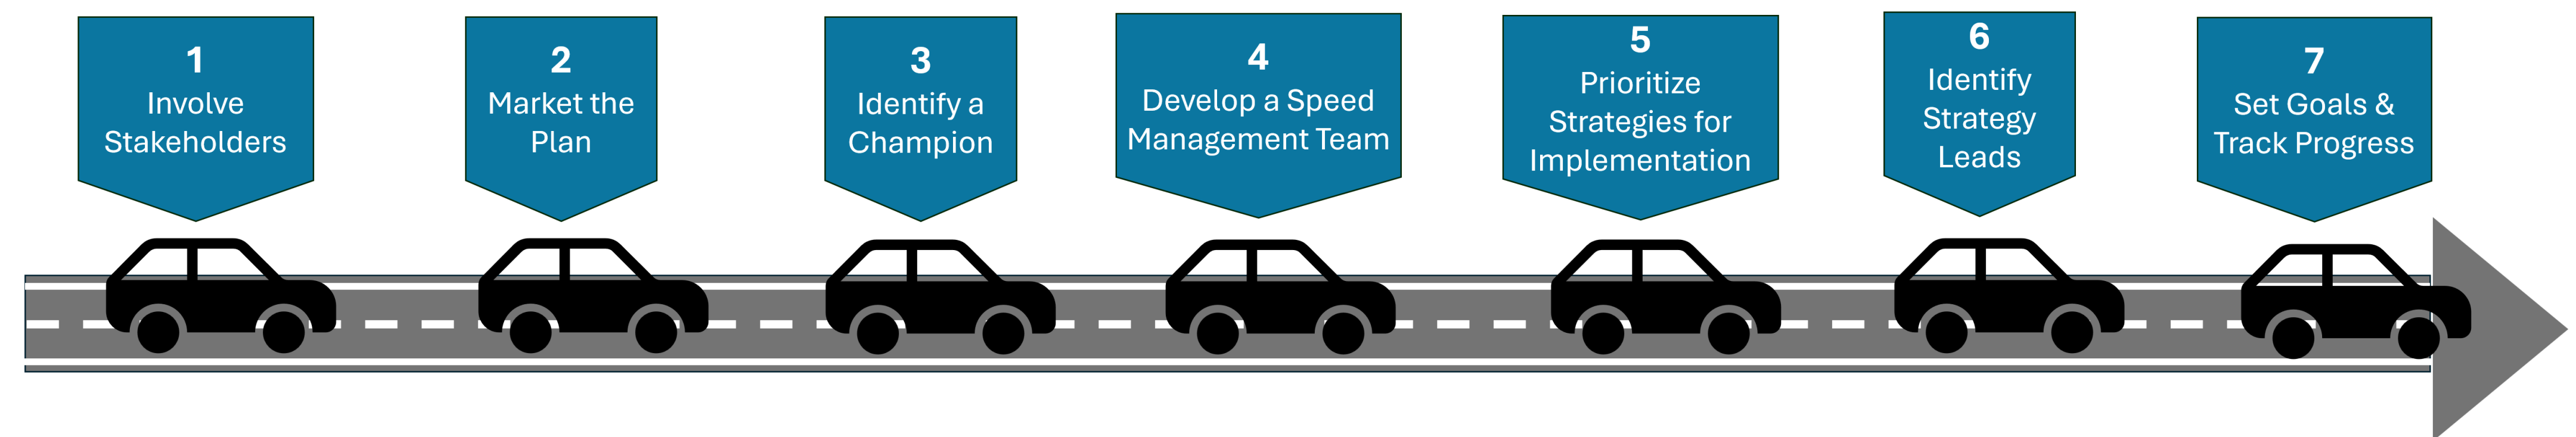 1
Involve
Stakeholders
2
Market the
Plan
3
Identify a
Champion
4
Develop a Speed
Management Team
5
Prioritize
Strategies for
Implementation
6
Identify
Strategy
Leads
7
Set Goals &
Track Progress